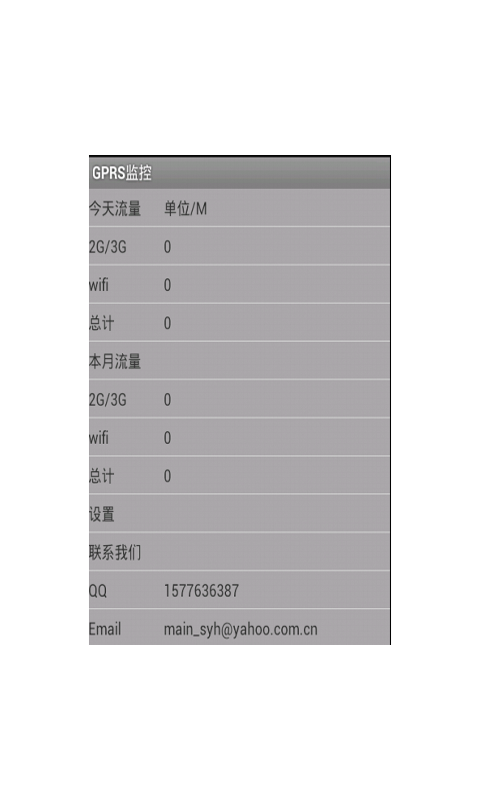 GPRS监控
今天流量 单位/M
2G/3G 0
wifi 0
总计 0
本月流量
2G/3G 0
wifi 0
总计 0
设置
联系我们
QQ 1577636387
Email main_syh@yahoo.com.cn